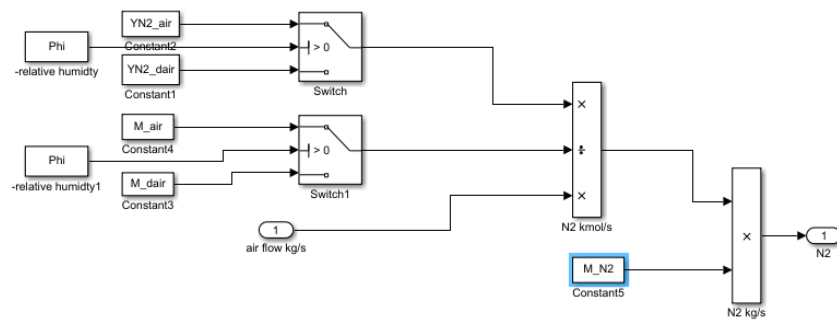 YN2_air
Constant2
Phi
-relative humidty
YN2_dair
Constant1
> 0
Switch
M_air
Constant4
Phi
-relative humidty1
M_dair
Constant3
> 0
Switch1
×
÷
×
N2 kmol/s
1
air flow kg/s
M_N2
Constant5
×
N2 kg/s
1
N2